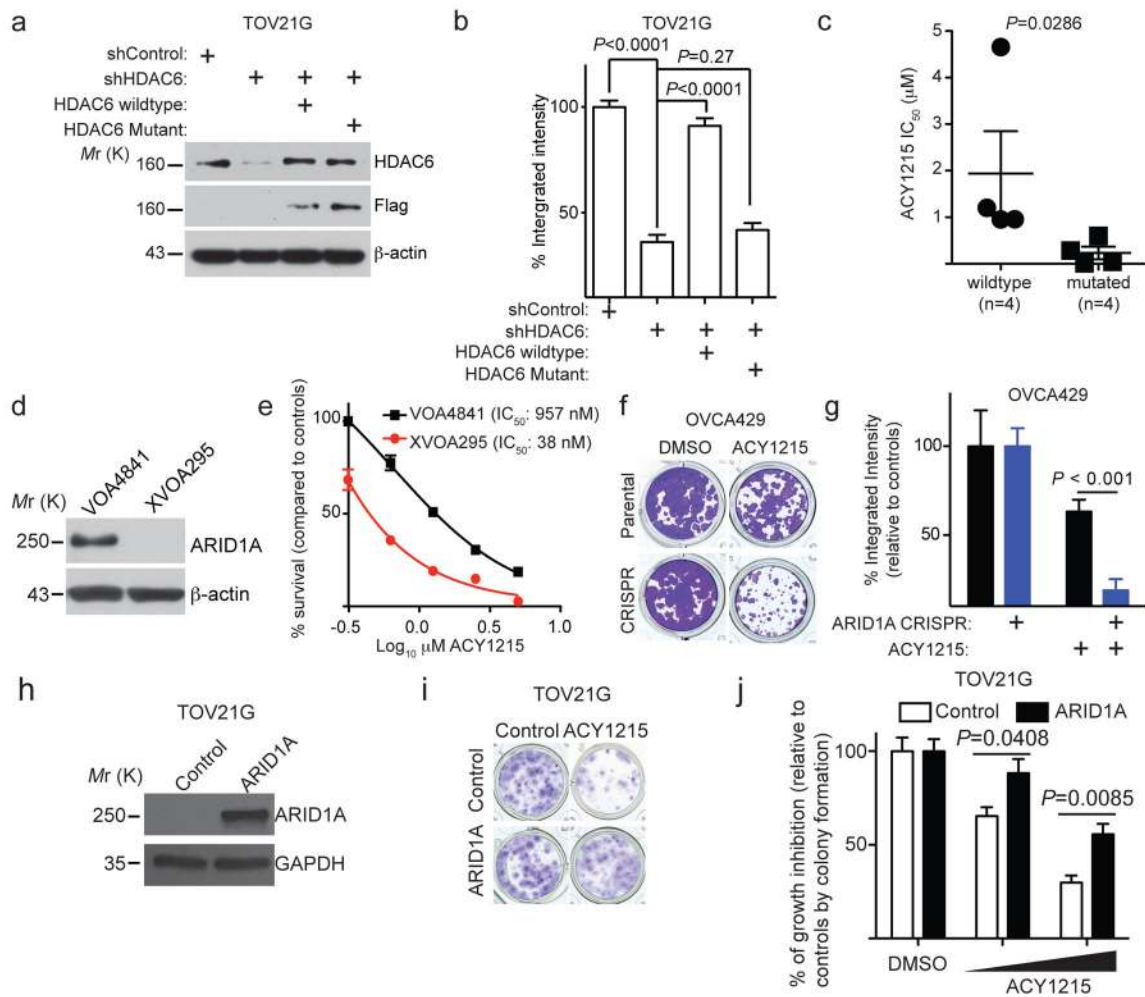 a
TOV21G
shControl: +
shHDAC6: + + +
HDAC6 wildtype: +
HDAC6 Mutant: +
Mr (K)
160 HDAC6
160 Flag
43 β-actin
b
TOV21G
P<0.0001
P=0.27
P<0.0001
% Intergrated intensity
100
50
shControl: +
shHDAC6: + + +
HDAC6 wildtype: +
HDAC6 Mutant: +
c
P=0.0286
ACY1215 IC50 (μM)
5
4
3
2
1
wildtype mutated
(n=4) (n=4)
d
VOA4841 XVOA295
Mr (K)
250 ARID1A
43 β-actin
e
% survival (compared to controls)
100
50
VOA4841 (IC50: 957 nM)
XVOA295 (IC50: 38 nM)
-0.5 0.0 0.5 1.0
Log10 μM ACY1215
f
OVCA429
DMSO ACY1215
Parental
CRISPR
g
OVCA429
% Integrated Intensity
(relative to controls)
100
50
P < 0.001
ARID1A CRISPR: + +
ACY1215: + +
h
TOV21G
Control ARID1A
Mr (K)
250 ARID1A
35 GAPDH
i
TOV21G
Control ACY1215
Control
ARID1A
j
TOV21G
Control ARID1A
% of growth inhibition (relative to
controls by colony formation
100
50
P=0.0408
P=0.0085
DMSO
ACY1215